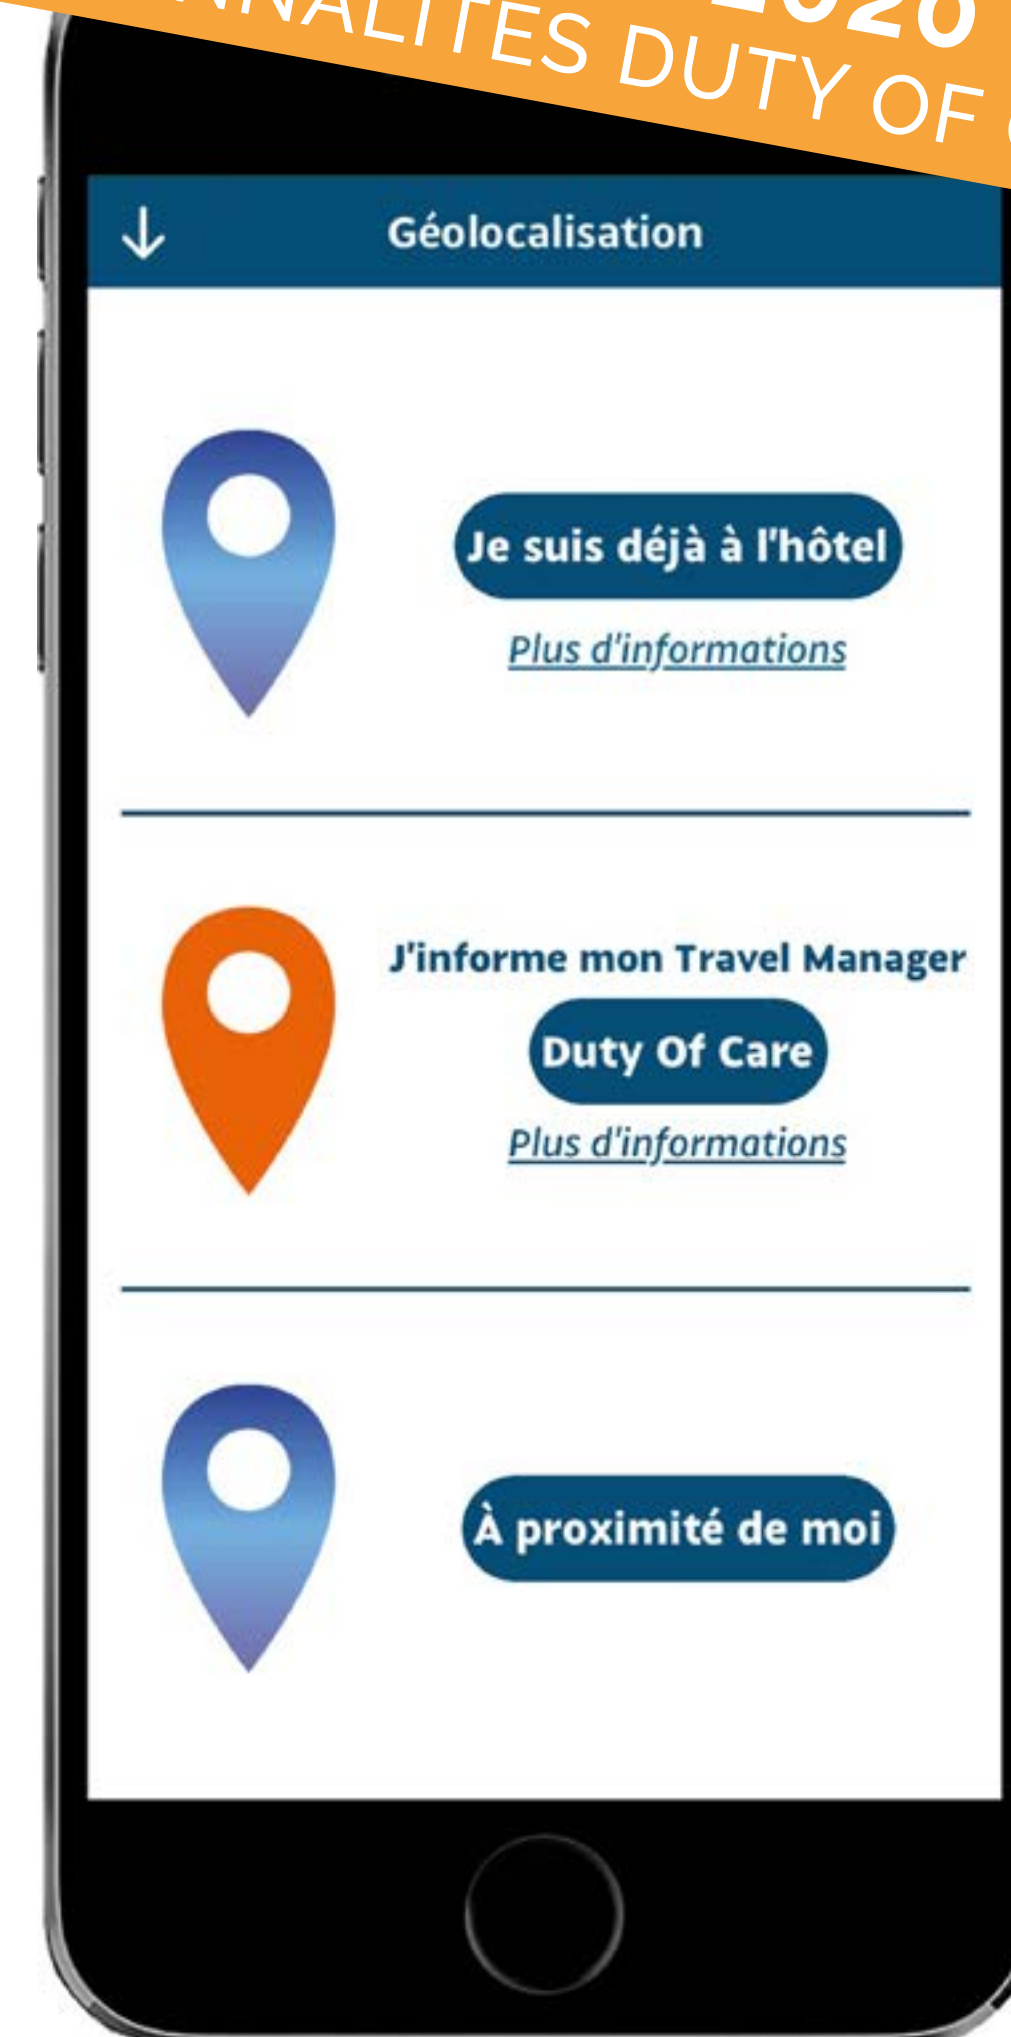 2020
DUTY OF
Géolocalisation
Je suis déjà à l'hôtel
Plus d'informations
J'informe mon Travel Manager
Duty Of Care
Plus d'informations
À proximité de moi